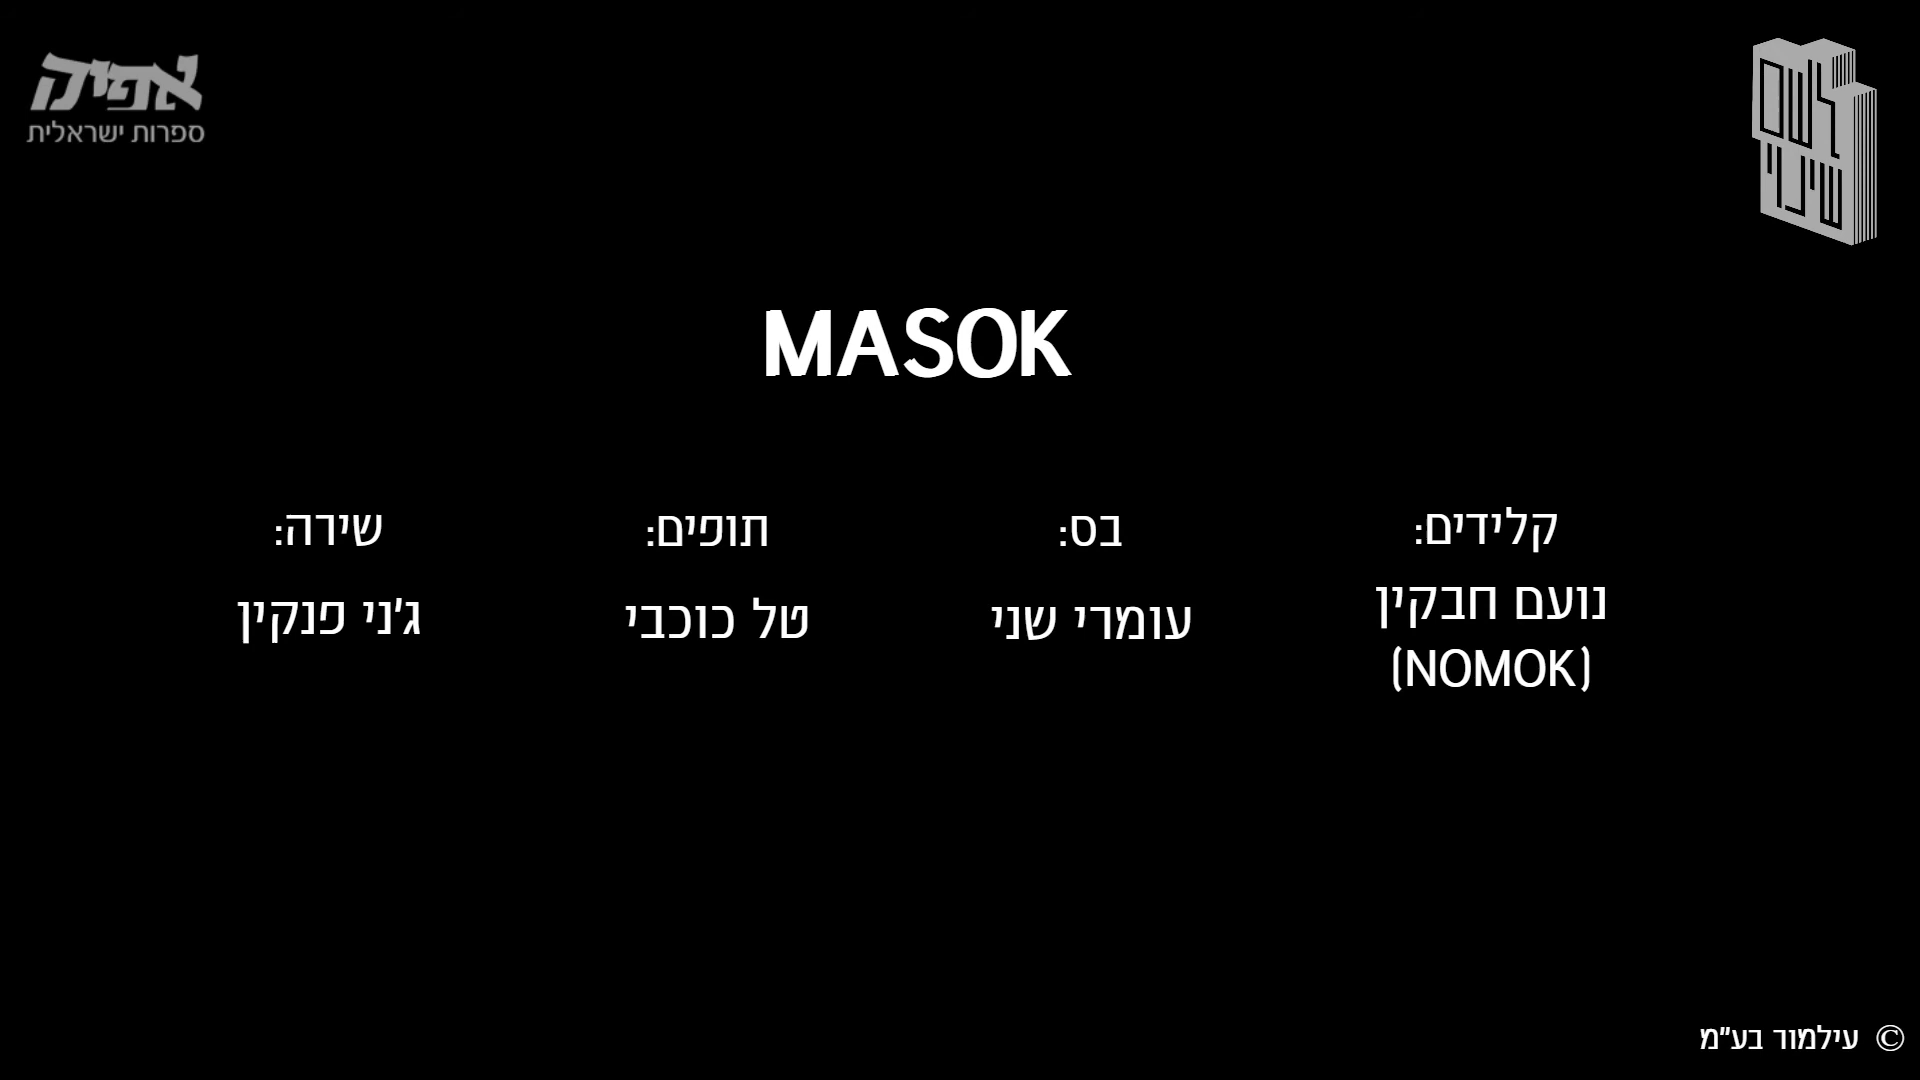 אפיק
ספרות ישראלית
MASOK
קלידים:
נועם חבקין
(NOMOK)
בס:
עומרי שני
תופים:
טל כוכבי
שירה:
ג'ני פנקין
© עילמור בע"מ